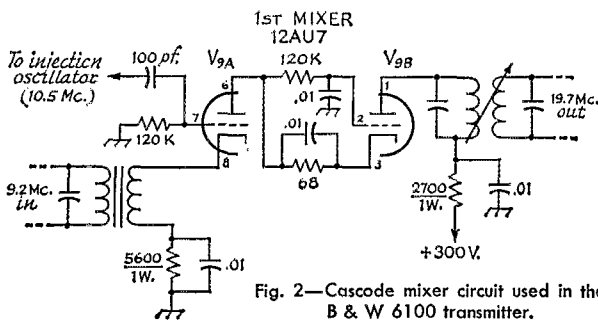 1ST MIXER
12AU7
To injection
oscillator
(10.5 Mc.)
100 pf.
V9A
6
7
8
120K
120K
.01
.01
68
V9B
1
2
3
19.7Mc.
out
9.2Mc.
in
5600
1W.
.01
2700
1W.
.01
+300V.
Fig. 2—Cascode mixer circuit used in the
B & W 6100 transmitter.